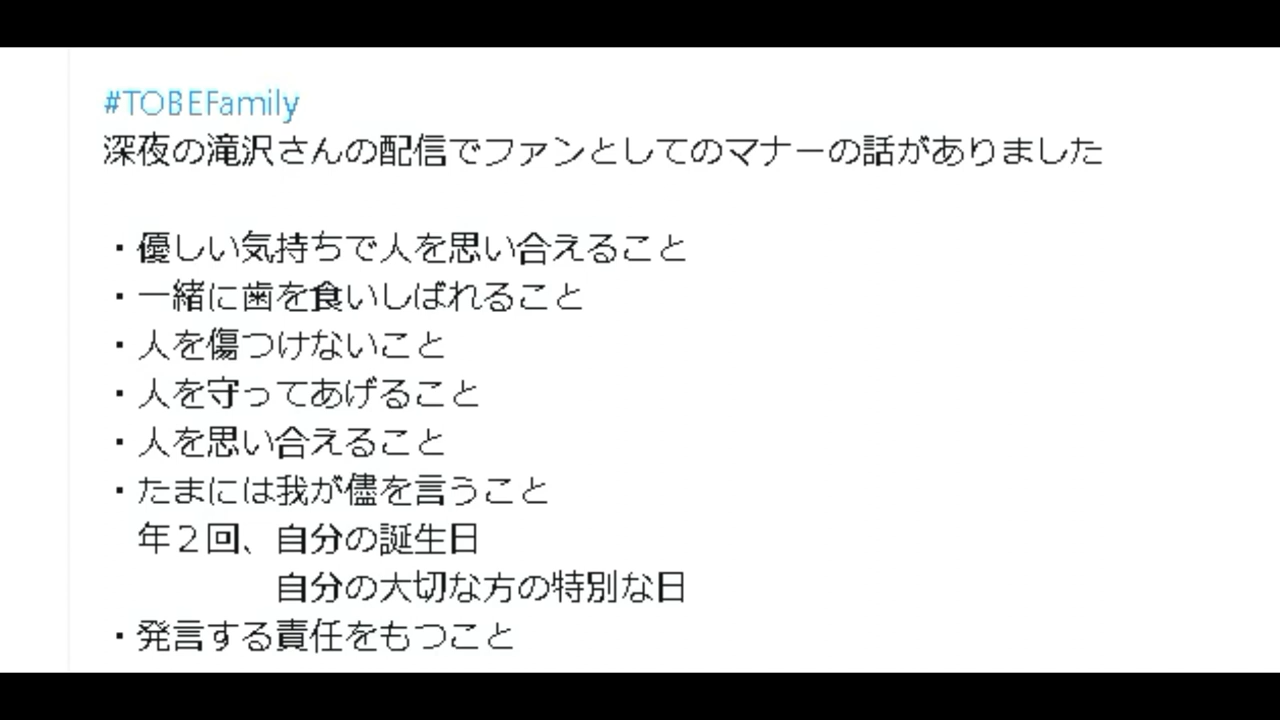 #TOBEFamily
深夜の滝沢さんの配信でファンとしてのマナーの話がありました
・優しい気持ちで人を思い合えること
・一緒に歯を食いしばれること
・人を傷つけないこと
・人を守ってあげること
・人を思い合えること
・たまには我が儘を言うこと
年２回、自分の誕生日
自分の大切な方の特別な日
・発言する責任をもつこと